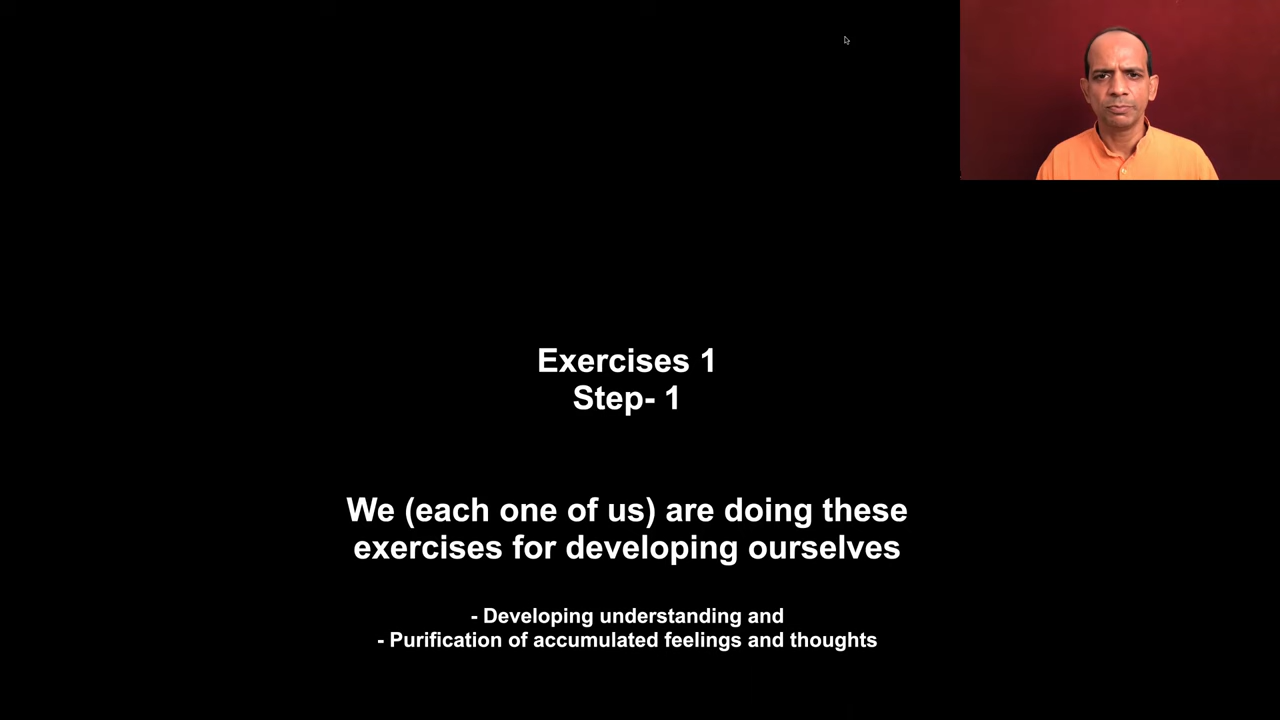 Exercises 1
Step- 1
We (each one of us) are doing these
exercises for developing ourselves
- Developing understanding and
- Purification of accumulated feelings and thoughts